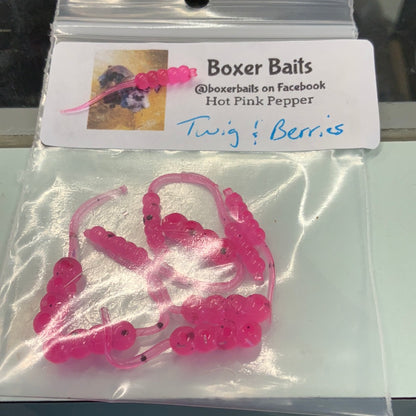 Boxer Baits
@boxerbaits on Facebook
Hot Pink Pepper
Twig & Berries